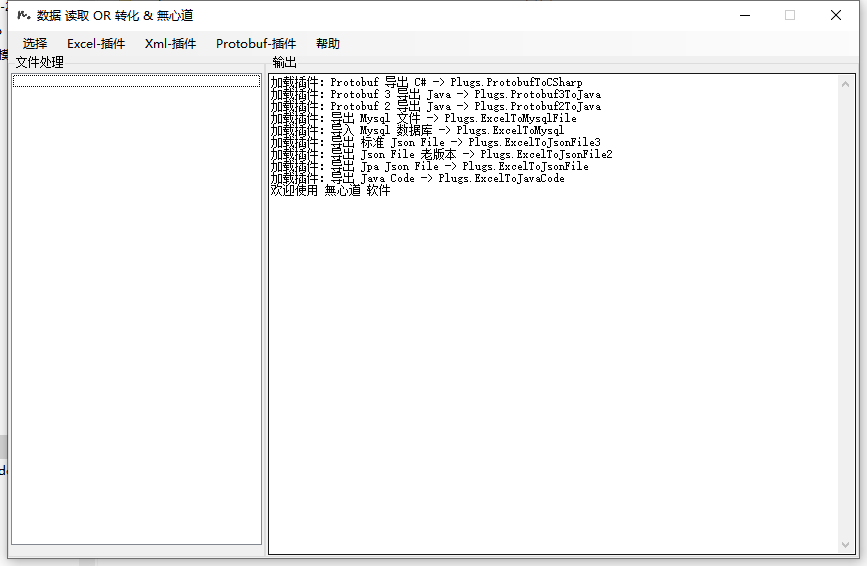 数据 读取 OR 转化 & 無心道
选择 Excel-插件 Xml-插件 Protobuf-插件 帮助
文件处理
输出
加载插件：Protobuf 导出 C# -> Plugs.ProtobufToCSharp
加载插件：Protobuf 3 导出 Java -> Plugs.Protobuf3ToJava
加载插件：Protobuf 2 导出 Java -> Plugs.Protobuf2ToJava
加载插件：导出 Mysql 文件 -> Plugs.ExcelToMysqlFile
加载插件：导入 Mysql 数据库 -> Plugs.ExcelToMysql
加载插件：导出 标准 Json File -> Plugs.ExcelToJsonFile3
加载插件：导出 Json File 老版本 -> Plugs.ExcelToJsonFile2
加载插件：导出 Jpa Json File -> Plugs.ExcelToJsonFile
加载插件：导出 Java Code -> Plugs.ExcelToJavaCode
欢迎使用 無心道 软件